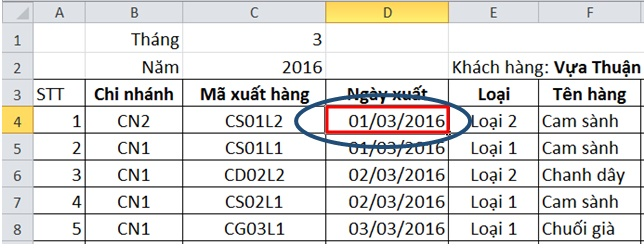 A B C D E F
1 Tháng 3
2 Năm 2016 Khách hàng: Vựa Thuận
3 STT Chi nhánh Mã xuất hàng Ngày xuất Loại Tên hàng
4 1 CN2 CS01L2 01/03/2016 Loại 2 Cam sành
5 2 CN1 CS01L1 01/03/2016 Loại 1 Cam sành
6 3 CN1 CD02L2 02/03/2016 Loại 2 Chanh dây
7 4 CN1 CS02L1 02/03/2016 Loại 1 Cam sành
8 5 CN1 CG03L1 03/03/2016 Loại 1 Chuối già